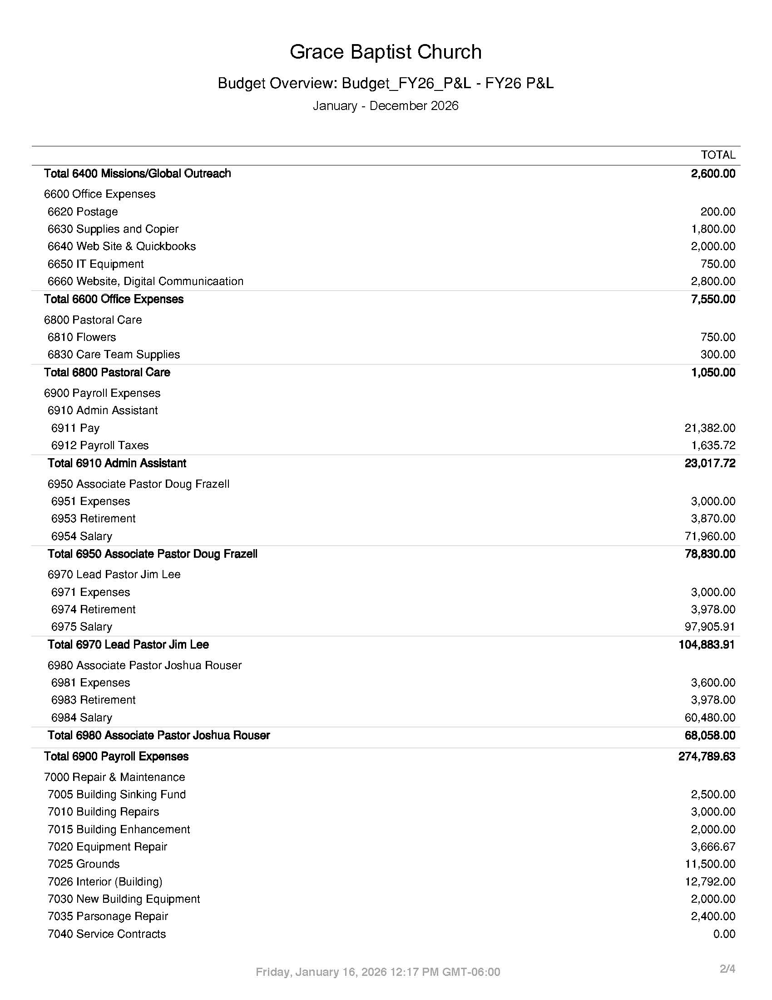 Grace Baptist Church
Budget Overview: Budget_FY26_P&L - FY26 P&L
January - December 2026
TOTAL
Total 6400 Missions/Global Outreach 2,600.00
6600 Office Expenses
6620 Postage 200.00
6630 Supplies and Copier 1,800.00
6640 Web Site & Quickbooks 2,000.00
6650 IT Equipment 750.00
6660 Website, Digital Communicaation 2,800.00
Total 6600 Office Expenses 7,550.00
6800 Pastoral Care
6810 Flowers 750.00
6830 Care Team Supplies 300.00
Total 6800 Pastoral Care 1,050.00
6900 Payroll Expenses
6910 Admin Assistant
6911 Pay 21,382.00
6912 Payroll Taxes 1,635.72
Total 6910 Admin Assistant 23,017.72
6950 Associate Pastor Doug Frazell
6951 Expenses 3,000.00
6953 Retirement 3,870.00
6954 Salary 71,960.00
Total 6950 Associate Pastor Doug Frazell 78,830.00
6970 Lead Pastor Jim Lee
6971 Expenses 3,000.00
6974 Retirement 3,978.00
6975 Salary 97,905.91
Total 6970 Lead Pastor Jim Lee 104,883.91
6980 Associate Pastor Joshua Rouser
6981 Expenses 3,600.00
6983 Retirement 3,978.00
6984 Salary 60,480.00
Total 6980 Associate Pastor Joshua Rouser 68,058.00
Total 6900 Payroll Expenses 274,789.63
7000 Repair & Maintenance
7005 Building Sinking Fund 2,500.00
7010 Building Repairs 3,000.00
7015 Building Enhancement 2,000.00
7020 Equipment Repair 3,666.67
7025 Grounds 11,500.00
7026 Interior (Building) 12,792.00
7030 New Building Equipment 2,000.00
7035 Parsonage Repair 2,400.00
7040 Service Contracts 0.00
Friday, January 16, 2026 12:17 PM GMT-06:00 2/4